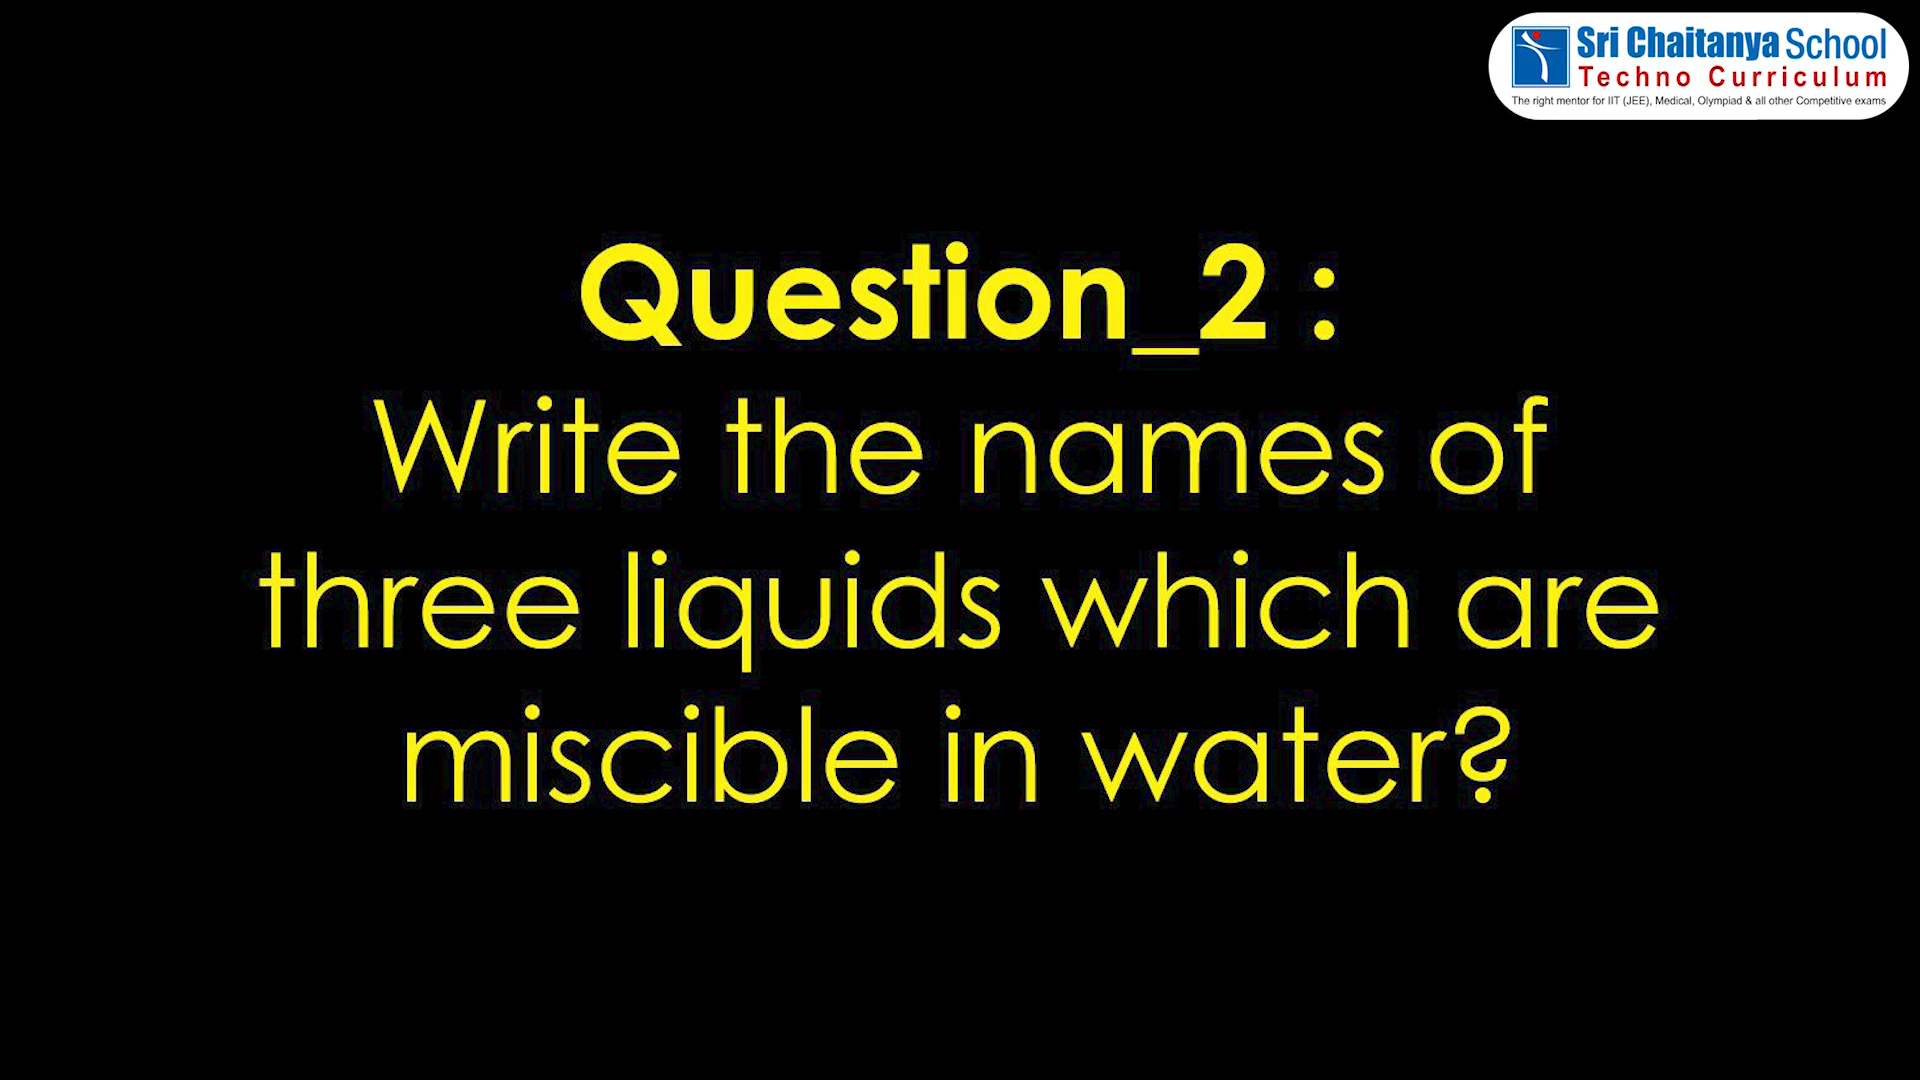 Sri Chaitanya School
Techno Curriculum
The right mentor for IIT (JEE), Medical, Olympiad & all other Competitive exams
Question_2 :
Write the names of
three liquids which are
miscible in water?